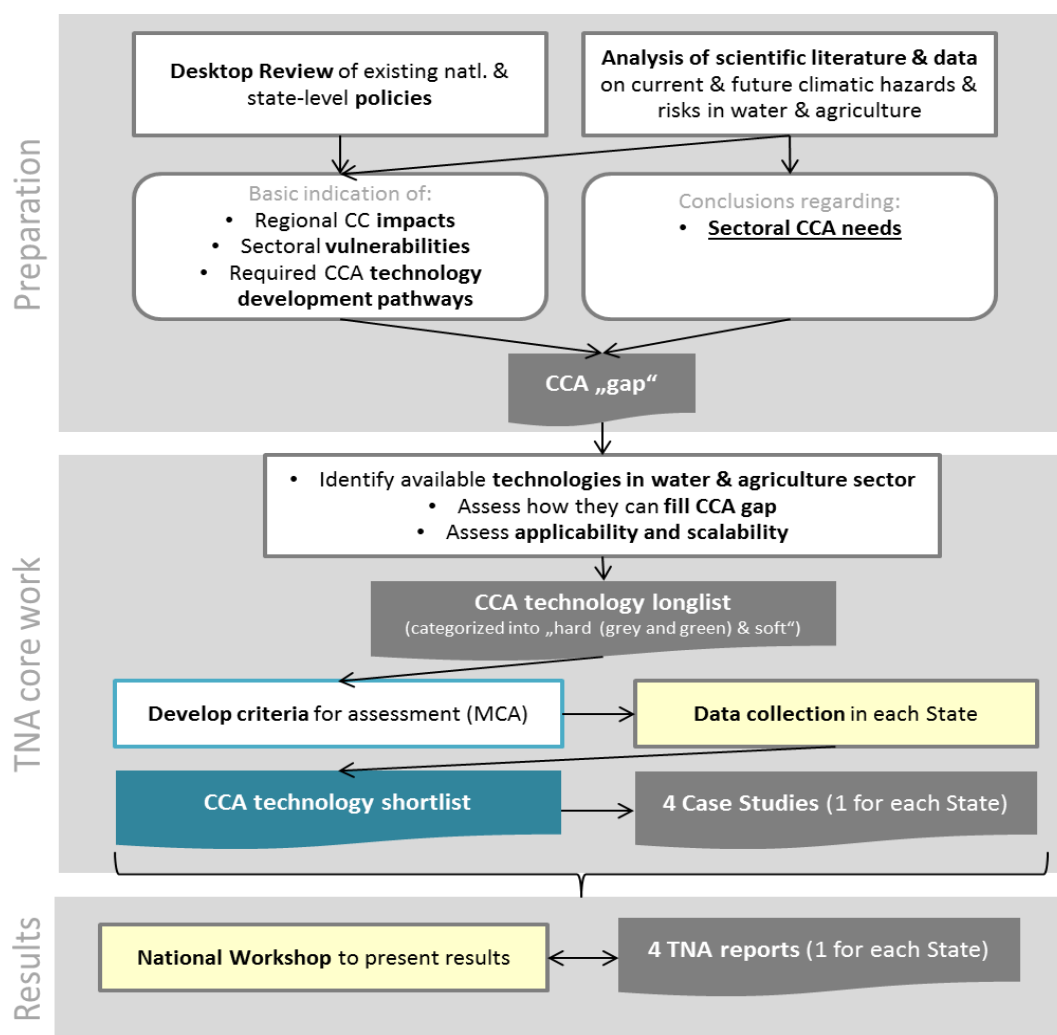 Preparation
Desktop Review of existing natl. &
state-level policies
Analysis of scientific literature & data
on current & future climatic hazards &
risks in water & agriculture
Basic indication of:
• Regional CC impacts
• Sectoral vulnerabilities
• Required CCA technology
development pathways
Conclusions regarding:
• Sectoral CCA needs
CCA „gap“
TNA core work
• Identify available technologies in water & agriculture sector
• Assess how they can fill CCA gap
• Assess applicability and scalability
CCA technology longlist
(categorized into „hard (grey and green) & soft“)
Develop criteria for assessment (MCA)
Data collection in each State
CCA technology shortlist
4 Case Studies (1 for each State)
Results
National Workshop to present results
4 TNA reports (1 for each State)